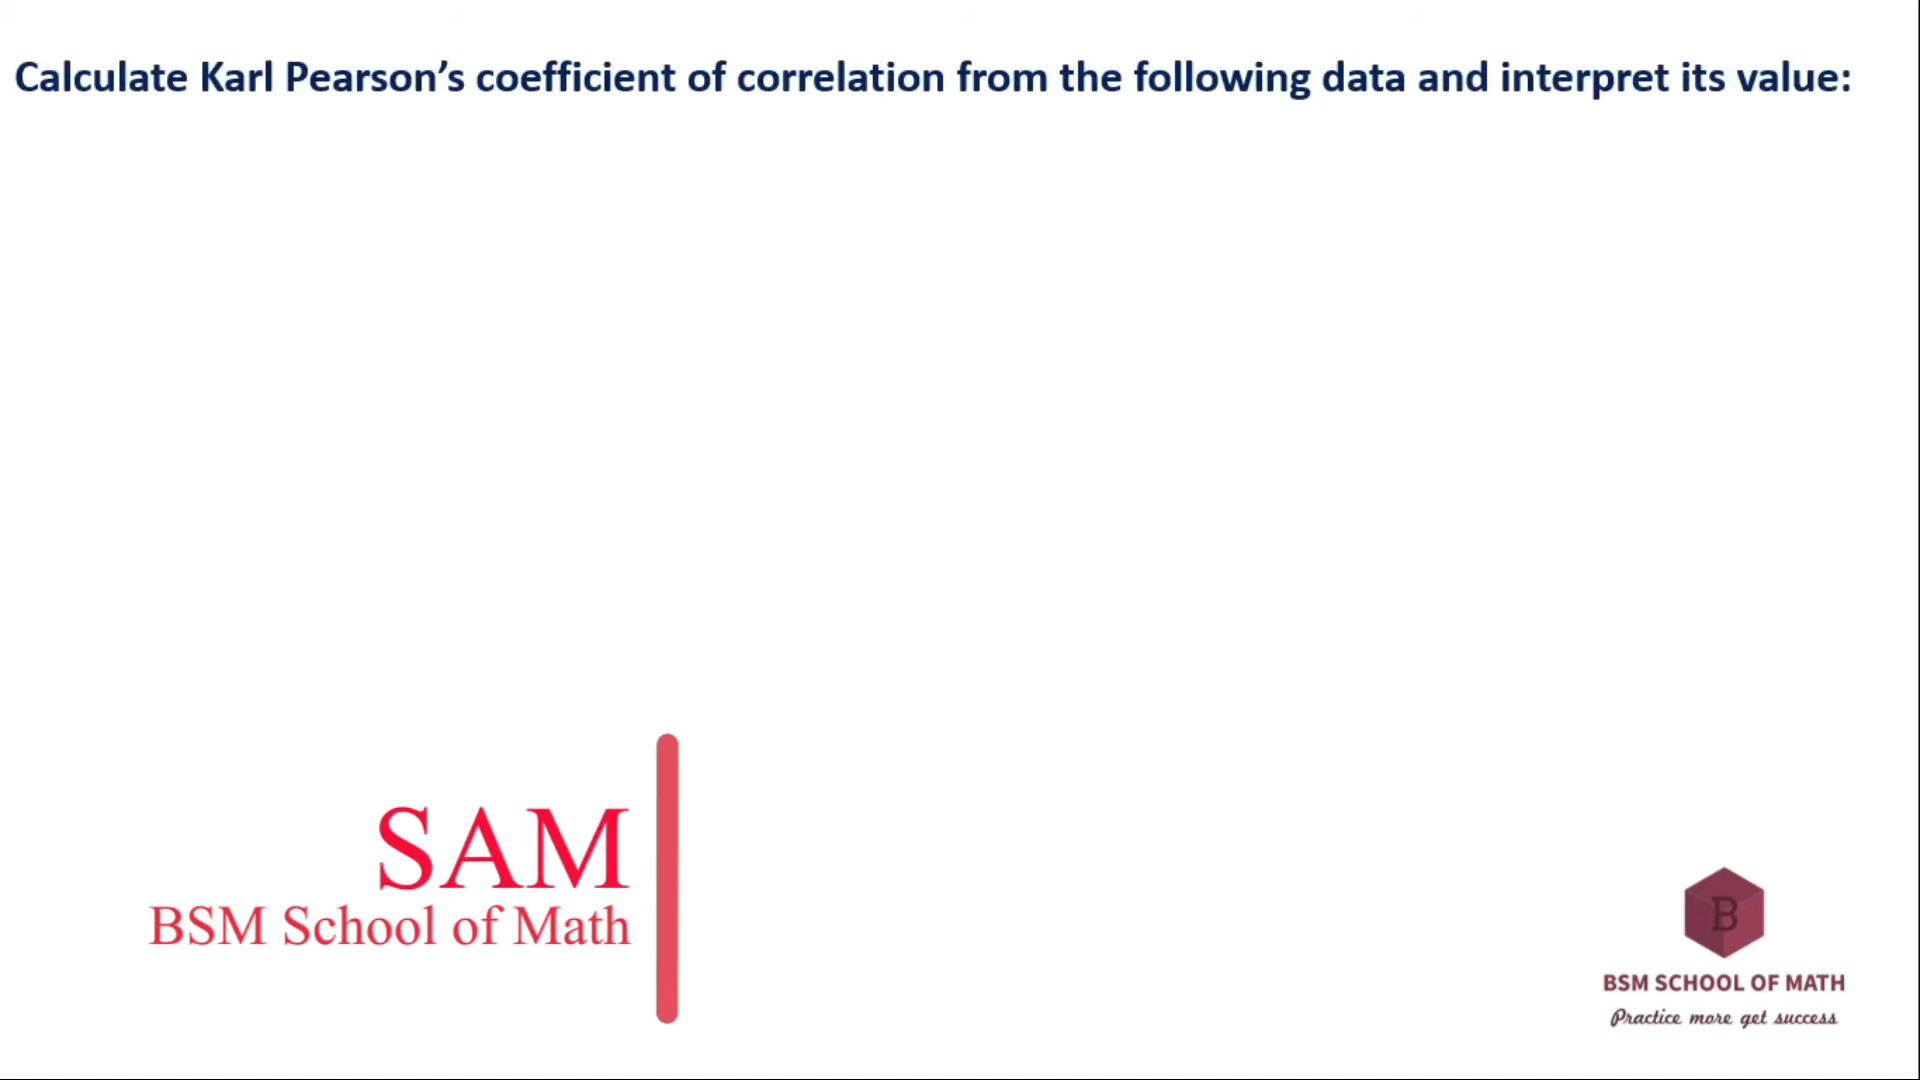 Calculate Karl Pearson’s coefficient of correlation from the following data and interpret its value:
SAM
BSM School of Math
B
BSM SCHOOL OF MATH
Practice more get success